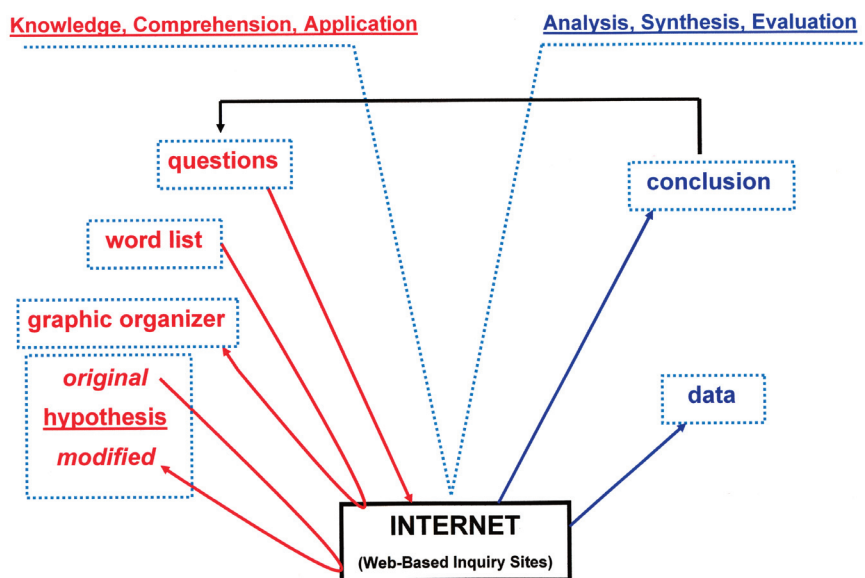 Knowledge, Comprehension, Application
Analysis, Synthesis, Evaluation
questions
conclusion
word list
graphic organizer
original
hypothesis
modified
data
INTERNET
(Web-Based Inquiry Sites)